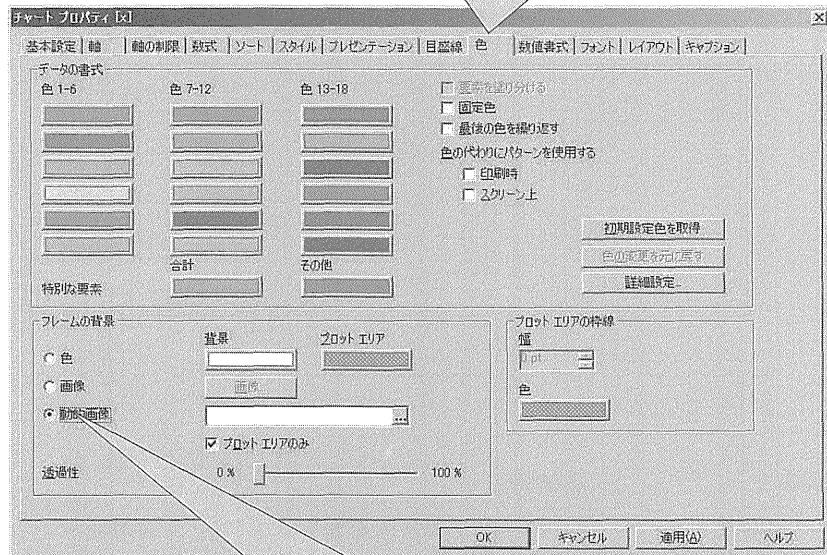 チャート プロパティ [x]
基本設定 軸 軸の制限 数式 ソート スタイル プレゼンテーション 目盛線 色 数値書式 フォント レイアウト キャプション
データの書式
色 1-6 色 7-12 色 13-18
要素を塗り分ける
固定色
最後の色を繰り返す
色の代わりにパターンを使用する
印刷時
スクリーン上
初期設定色を取得
色の変更を元に戻す
詳細設定...
合計 その他
特別な要素
フレームの背景
背景 プロット エリア
色
画像 画像...
動的画像 ...
プロット エリアのみ
透過性 0 % 100 %
プロット エリアの枠線
幅
0 pt
色
OK キャンセル 適用(A) ヘルプ